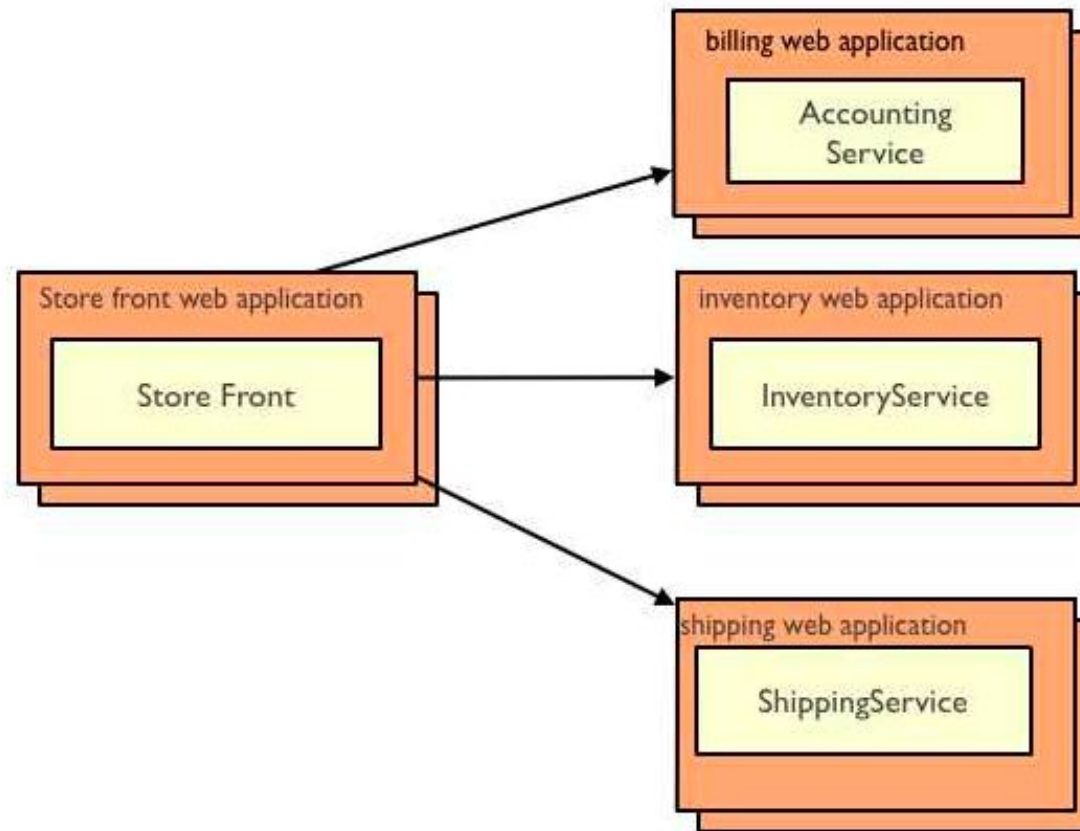 billing web application
Accounting
Service
Store front web application
Store Front
inventory web application
InventoryService
shipping web application
ShippingService